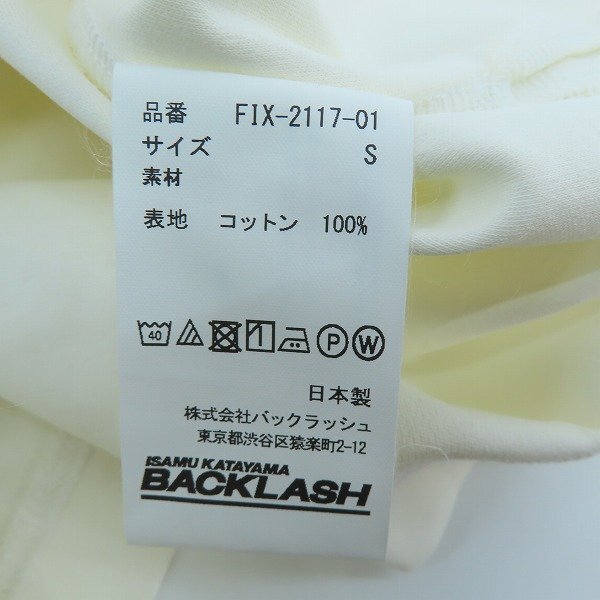 品番 FIX-2117-01
サイズ S
素材
表地 コットン 100%
40
P W
日本製
株式会社バックラッシュ
東京都渋谷区猿楽町2-12
ISAMU KATAYAMA
BACKLASH